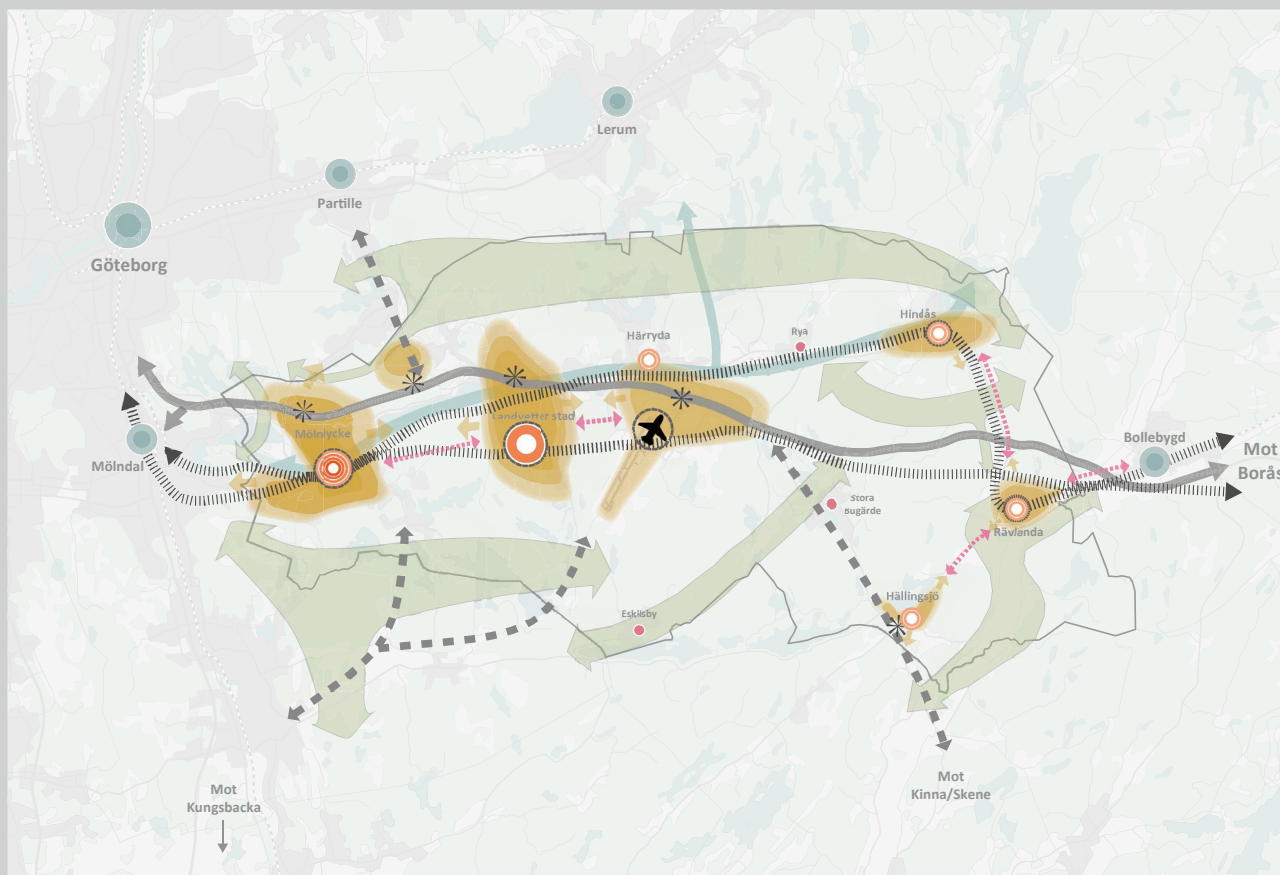 Lerum
Partille
Göteborg
Hindås
Härryda
Rya
Landvetter stad
Mölnlycke
Mölndal
Bollebygd
Mot
Borås
Stora
Bugärde
Rävlanda
Hällingsjö
Eskilsby
Mot
Kungsbacka
Mot
Kinna/Skene